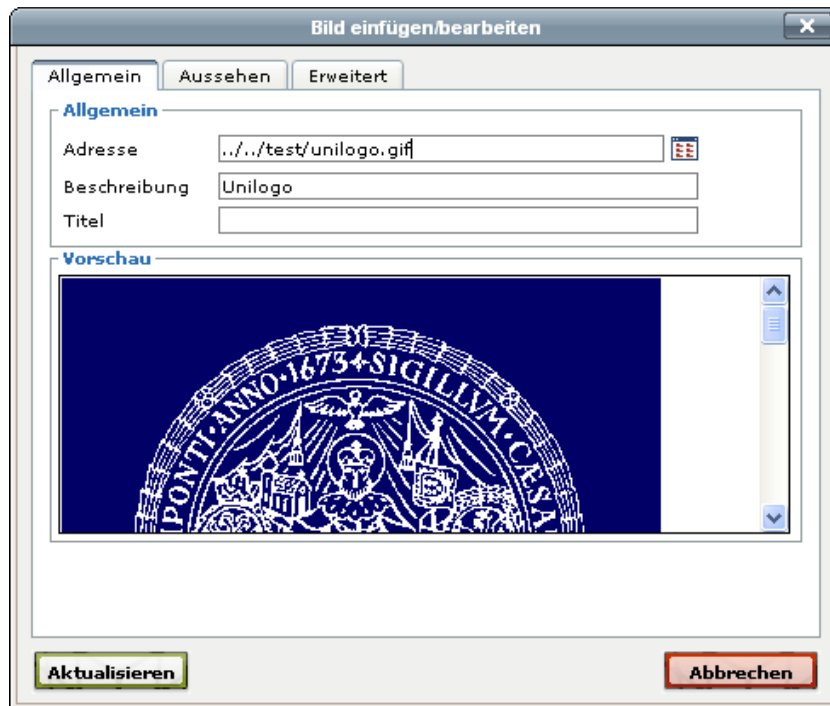 Bild einfügen/bearbeiten
Allgemein Aussehen Erweitert
Allgemein
Adresse ../../test/unilogo.gif
Beschreibung Unilogo
Titel
Vorschau
PONTI·ANNO·1673+SIGILLVM·CÆSA
Aktualisieren Abbrechen